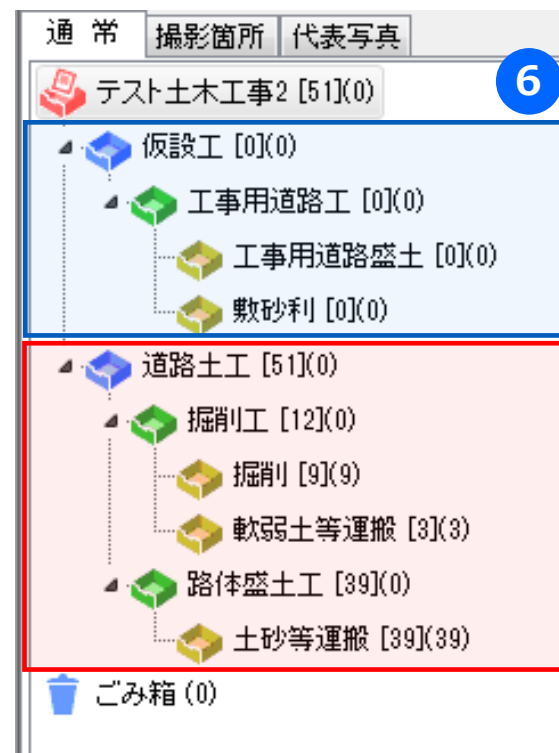 通 常 撮影箇所 代表写真
テスト土木工事2 [51](0)
6
仮設工 [0](0)
工事用道路工 [0](0)
工事用道路盛土 [0](0)
敷砂利 [0](0)
道路土工 [51](0)
掘削工 [12](0)
掘削 [9](9)
軟弱土等運搬 [3](3)
路体盛土工 [39](0)
土砂等運搬 [39](39)
ごみ箱 (0)